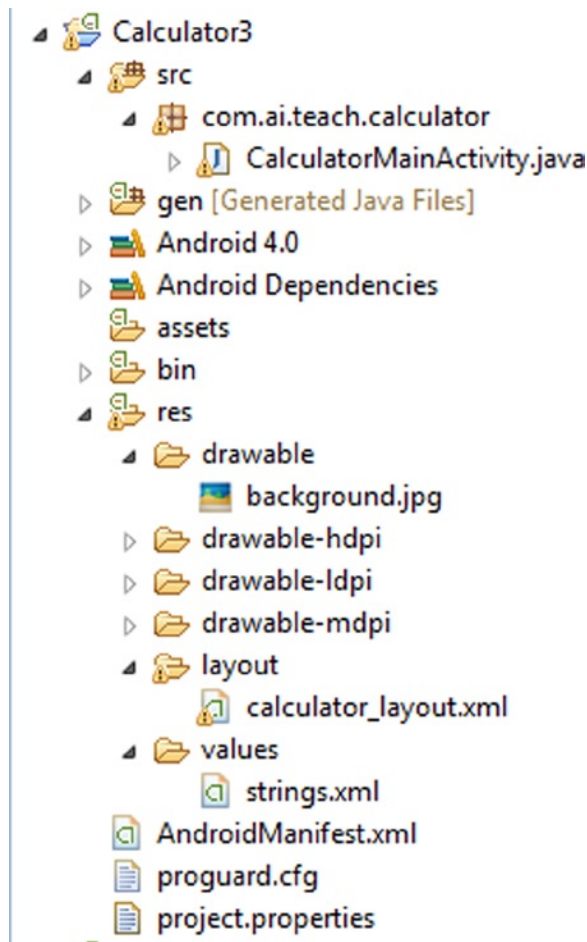 Calculator3
src
com.ai.teach.calculator
CalculatorMainActivity.java
gen [Generated Java Files]
Android 4.0
Android Dependencies
assets
bin
res
drawable
background.jpg
drawable-hdpi
drawable-ldpi
drawable-mdpi
layout
calculator_layout.xml
values
strings.xml
AndroidManifest.xml
proguard.cfg
project.properties